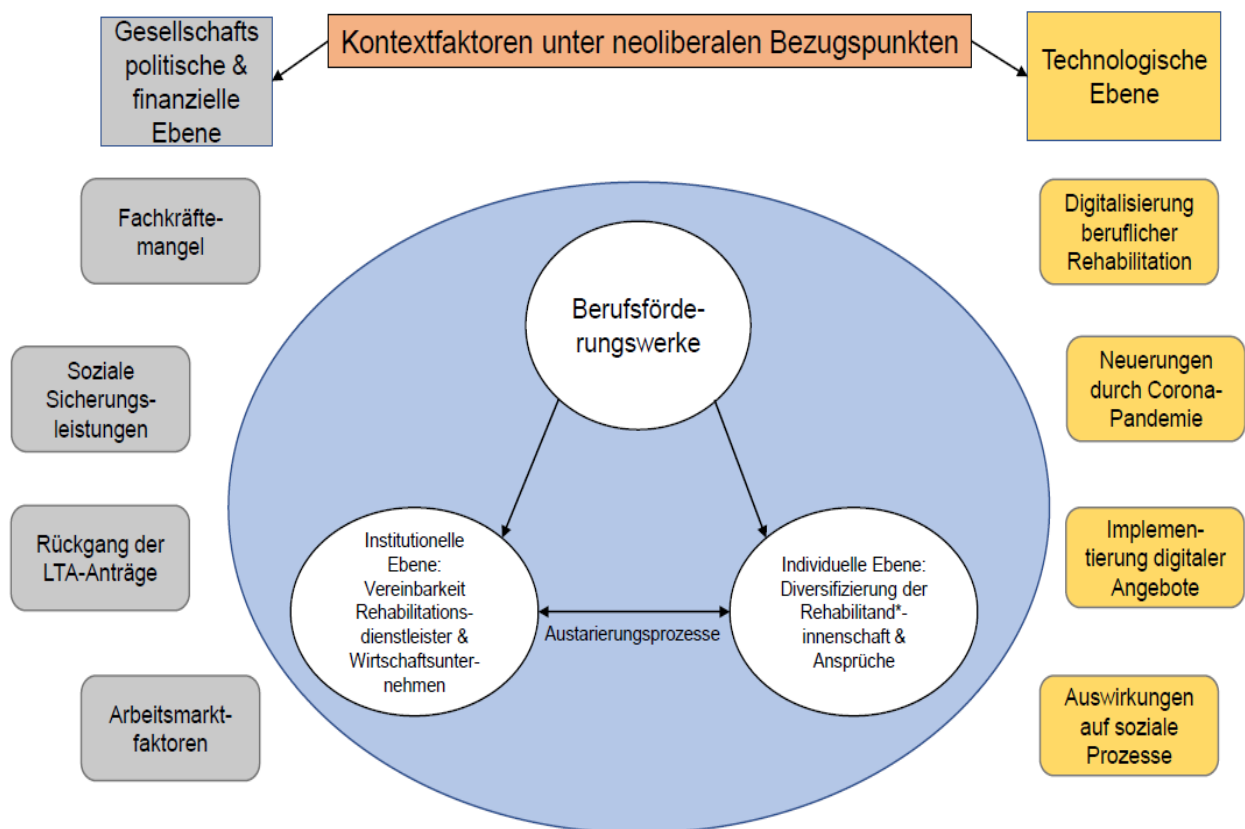 Kontextfaktoren unter neoliberalen Bezugspunkten
Gesellschafts
politische &
finanzielle
Ebene
Technologische
Ebene
Fachkräfte-
mangel
Soziale
Sicherungs-
leistungen
Rückgang der
LTA-Anträge
Arbeitsmarkt-
faktoren
Berufsförde-
rungswerke
Institutionelle
Ebene:
Vereinbarkeit
Rehabilitations-
dienstleister &
Wirtschaftsunter-
nehmen
Austarierungsprozesse
Individuelle Ebene:
Diversifizierung der
Rehabilitand*-
innenschaft &
Ansprüche
Digitalisierung
beruflicher
Rehabilitation
Neuerungen
durch Corona-
Pandemie
Implemen-
tierung digitaler
Angebote
Auswirkungen
auf soziale
Prozesse